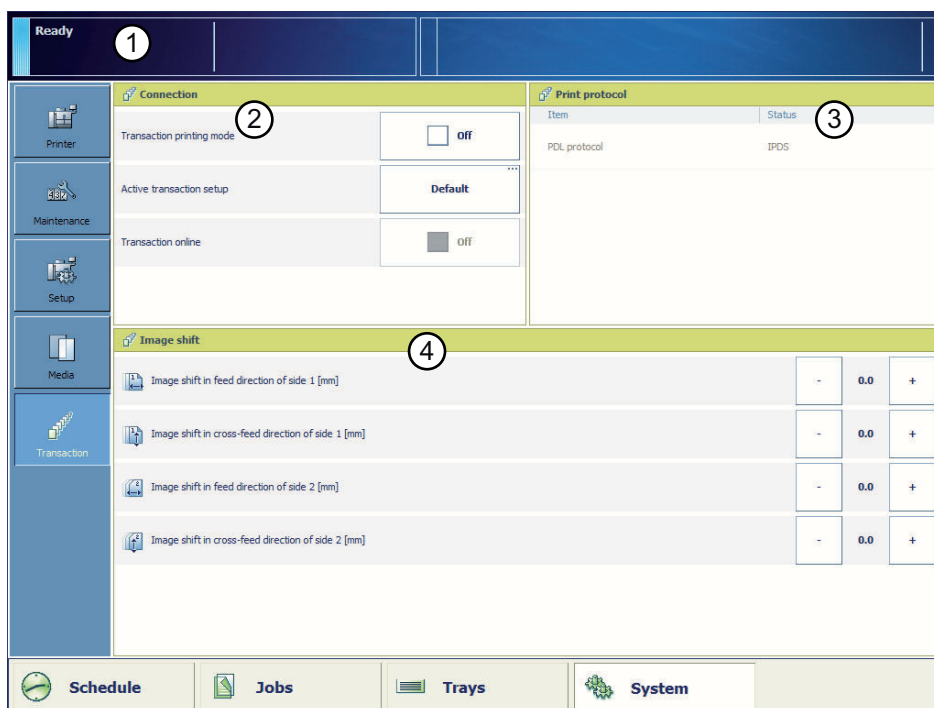 Ready
1
Printer
Maintenance
Setup
Media
Transaction
Connection
2
Transaction printing mode
Off
Active transaction setup
...
Default
Transaction online
Off
Print protocol
3
Item Status
PDL protocol IPDS
Image shift
4
Image shift in feed direction of side 1 [mm] - 0.0 +
Image shift in cross-feed direction of side 1 [mm] - 0.0 +
Image shift in feed direction of side 2 [mm] - 0.0 +
Image shift in cross-feed direction of side 2 [mm] - 0.0 +
Schedule Jobs Trays System